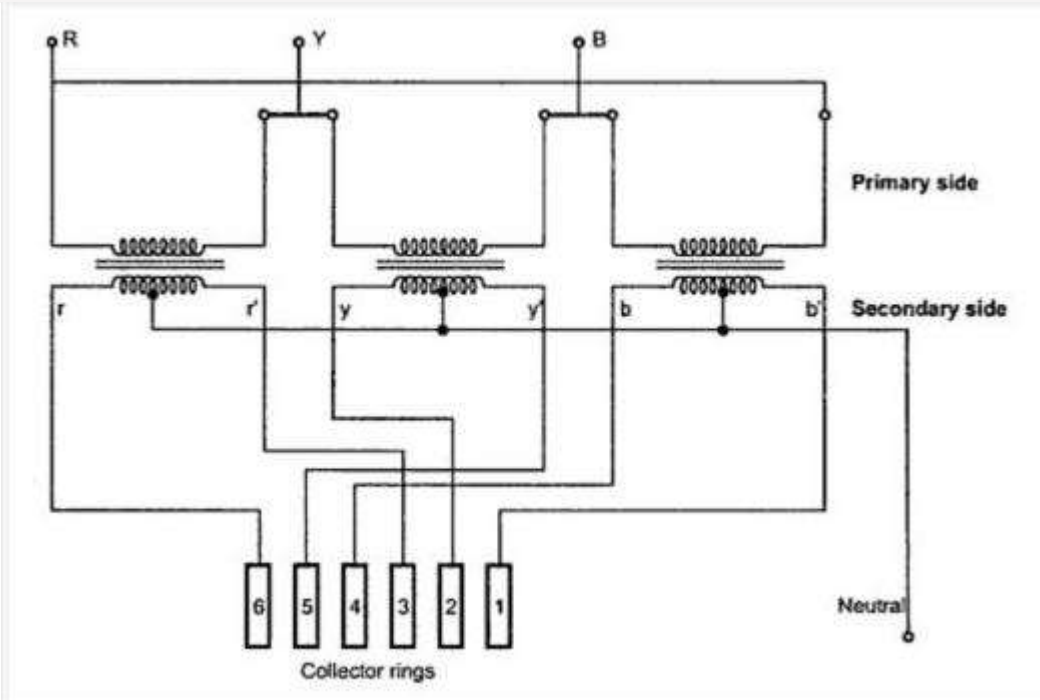 R Y B
Primary side
r r' y y' b b' Secondary side
6 5 4 3 2 1
Neutral
Collector rings